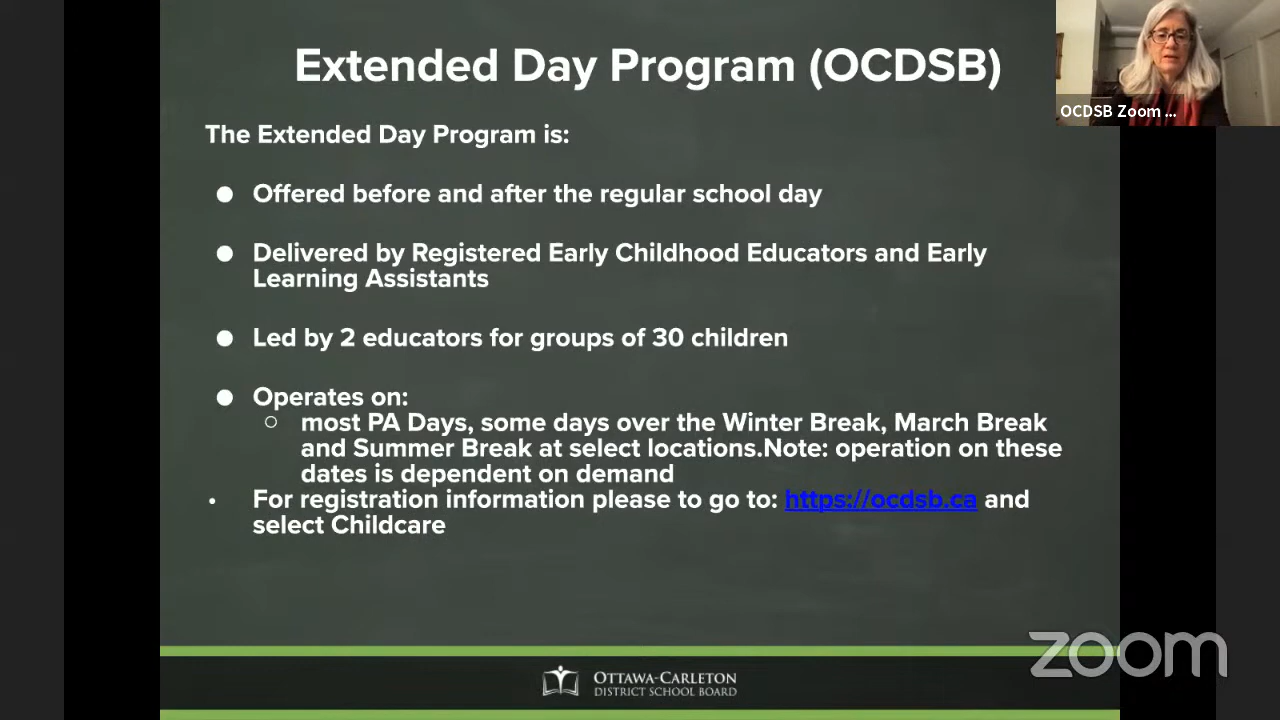 Extended Day Program (OCDSB)
OCDSB Zoom ...
The Extended Day Program is:
● Offered before and after the regular school day
● Delivered by Registered Early Childhood Educators and Early
Learning Assistants
● Led by 2 educators for groups of 30 children
● Operates on:
○ most PA Days, some days over the Winter Break, March Break
and Summer Break at select locations.Note: operation on these
dates is dependent on demand
• For registration information please to go to: https://ocdsb.ca and
select Childcare
zoom
OTTAWA-CARLETON
DISTRICT SCHOOL BOARD